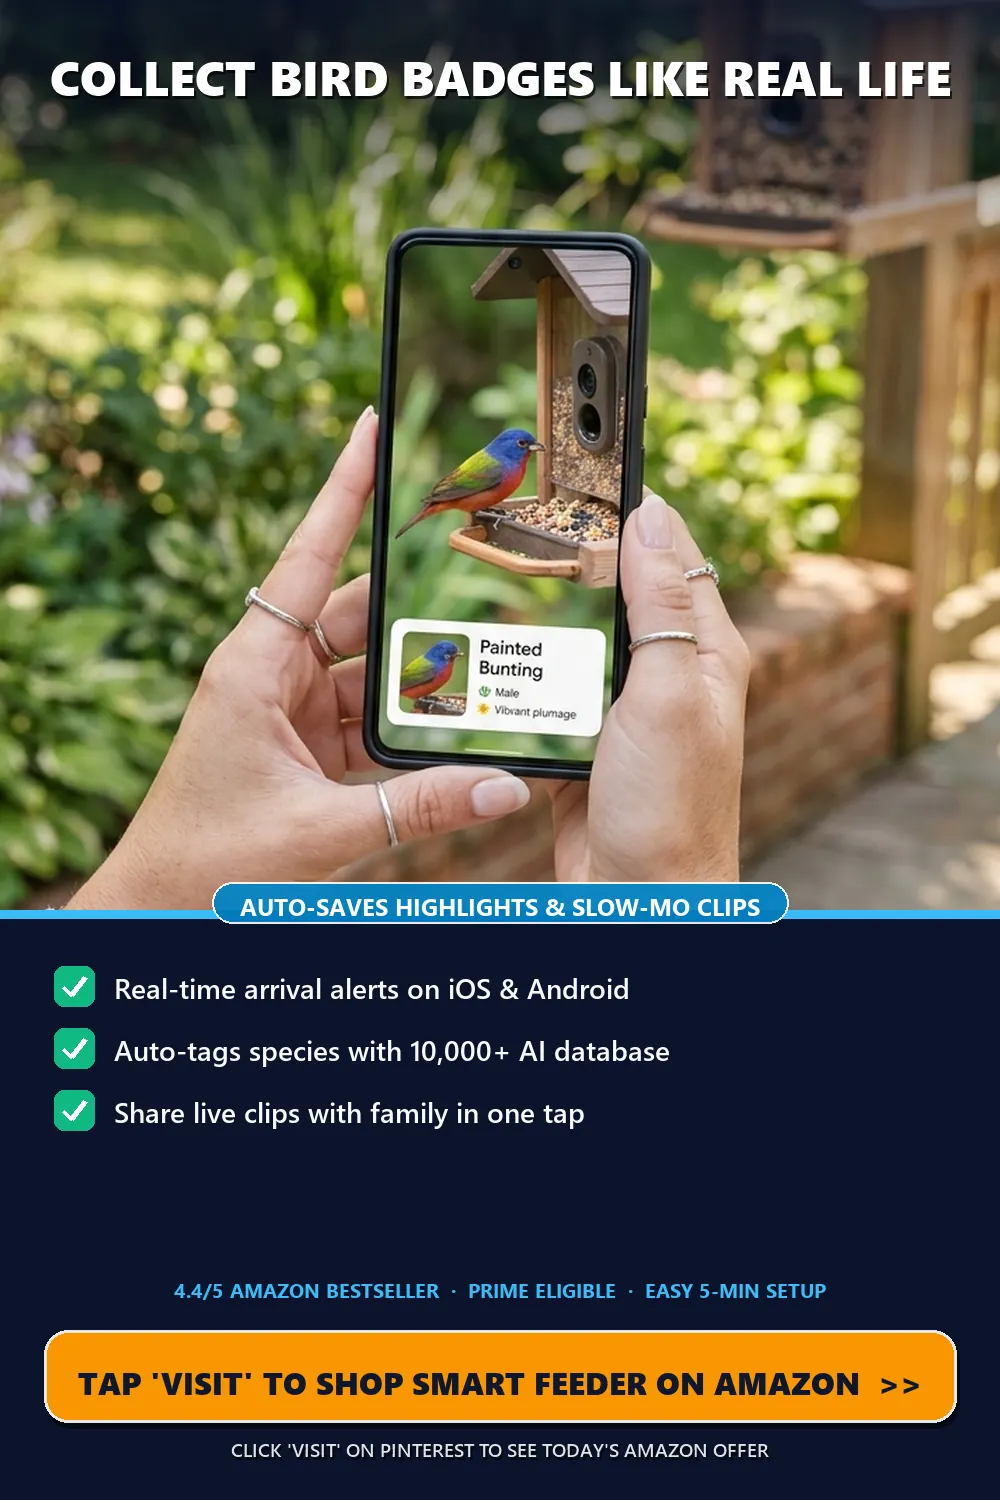 COLLECT BIRD BADGES LIKE REAL LIFE
Painted
Bunting
Male
Vibrant plumage
AUTO-SAVES HIGHLIGHTS & SLOW-MO CLIPS
Real-time arrival alerts on iOS & Android
Auto-tags species with 10,000+ AI database
Share live clips with family in one tap
4.4/5 AMAZON BESTSELLER · PRIME ELIGIBLE · EASY 5-MIN SETUP
TAP 'VISIT' TO SHOP SMART FEEDER ON AMAZON >>
CLICK 'VISIT' ON PINTEREST TO SEE TODAY'S AMAZON OFFER